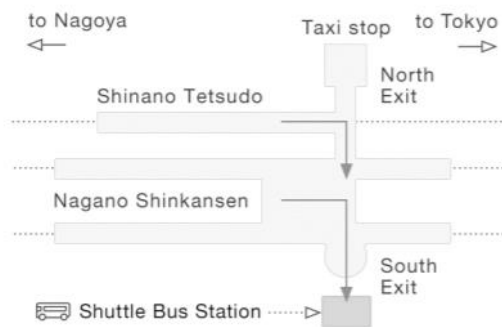 to Nagoya
Taxi stop
to Tokyo
North
Exit
Shinano Tetsudo
Nagano Shinkansen
South
Exit
Shuttle Bus Station